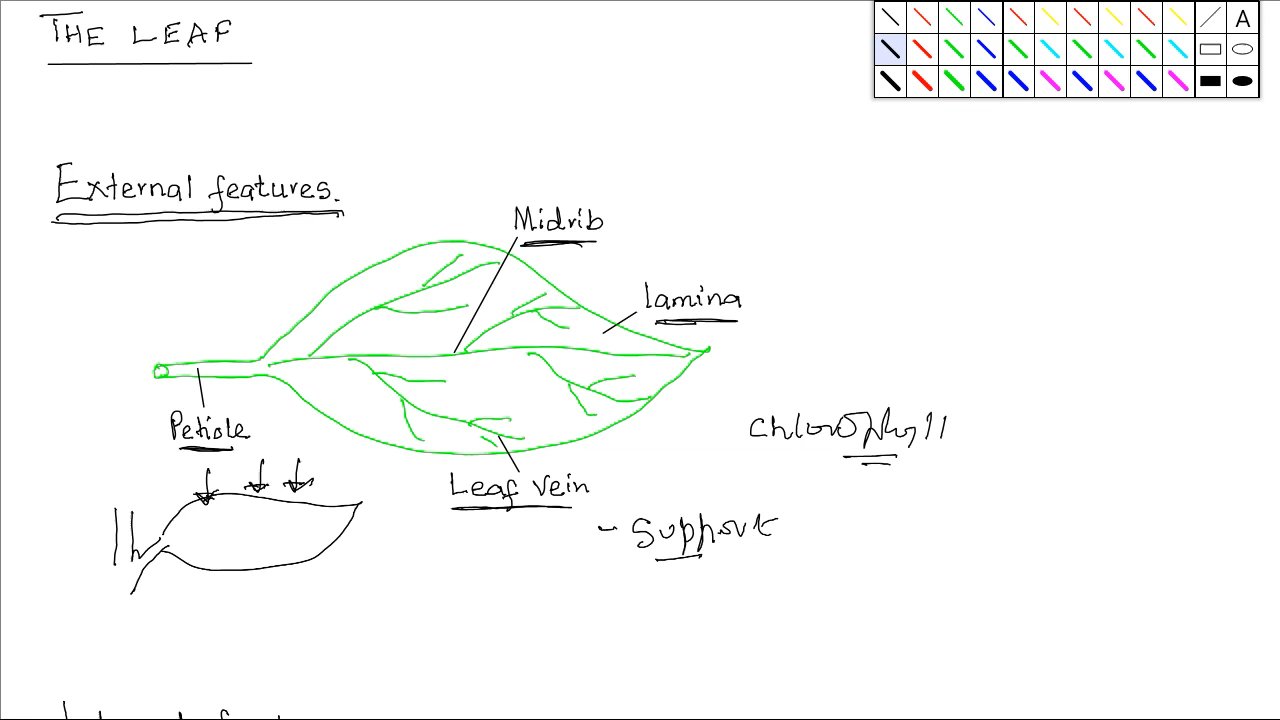 THE LEAF
External features.
Midrib
lamina
Petiole
chlorophyll
Leaf vein
- Support
A